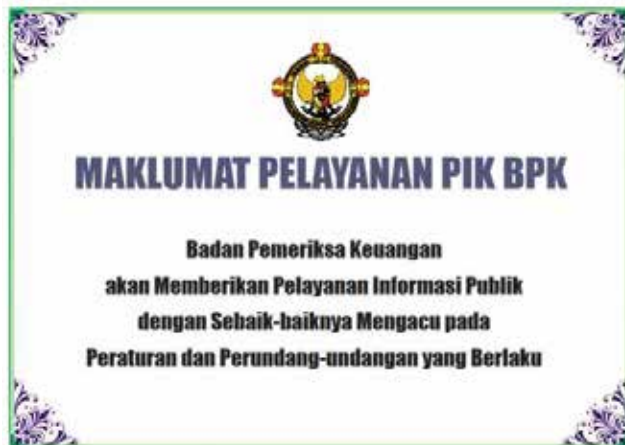 MAKLUMAT PELAYANAN PIK BPK
Badan Pemeriksa Keuangan
akan Memberikan Pelayanan Informasi Publik
dengan Sebaik-baiknya Mengacu pada
Peraturan dan Perundang-undangan yang Berlaku